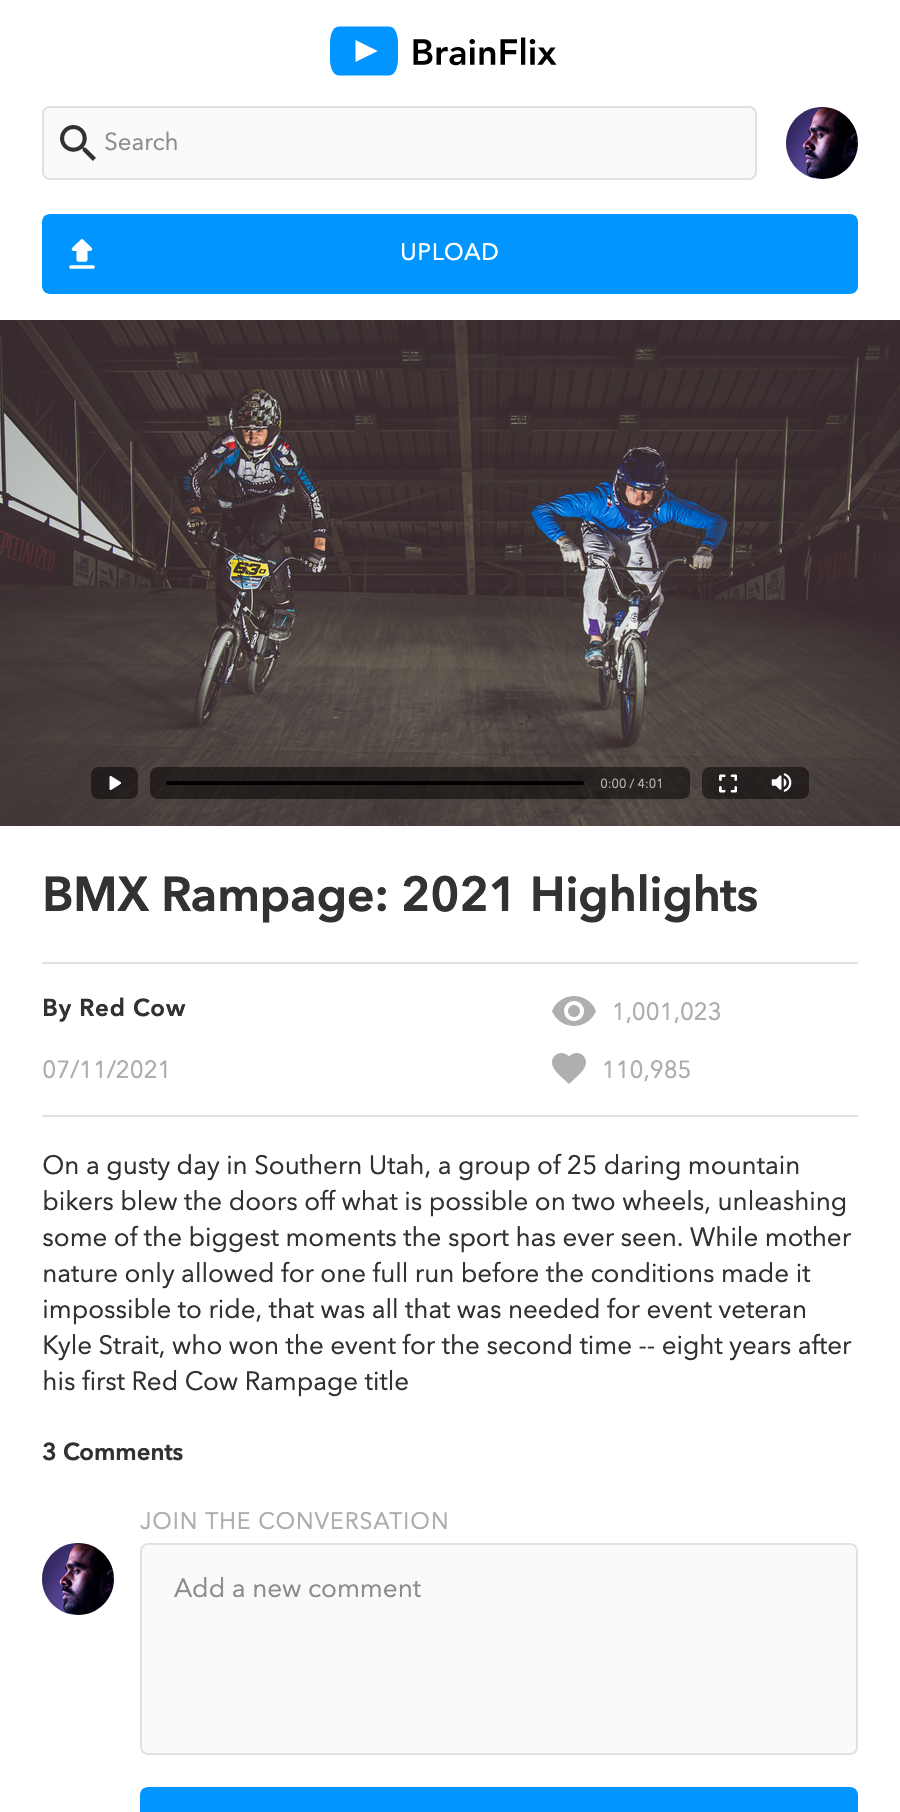 BrainFlix
Search
UPLOAD
SPECIALIZED
630
0:00 / 4:01
BMX Rampage: 2021 Highlights
By Red Cow
1,001,023
07/11/2021
110,985
On a gusty day in Southern Utah, a group of 25 daring mountain
bikers blew the doors off what is possible on two wheels, unleashing
some of the biggest moments the sport has ever seen. While mother
nature only allowed for one full run before the conditions made it
impossible to ride, that was all that was needed for event veteran
Kyle Strait, who won the event for the second time -- eight years after
his first Red Cow Rampage title
3 Comments
JOIN THE CONVERSATION
Add a new comment